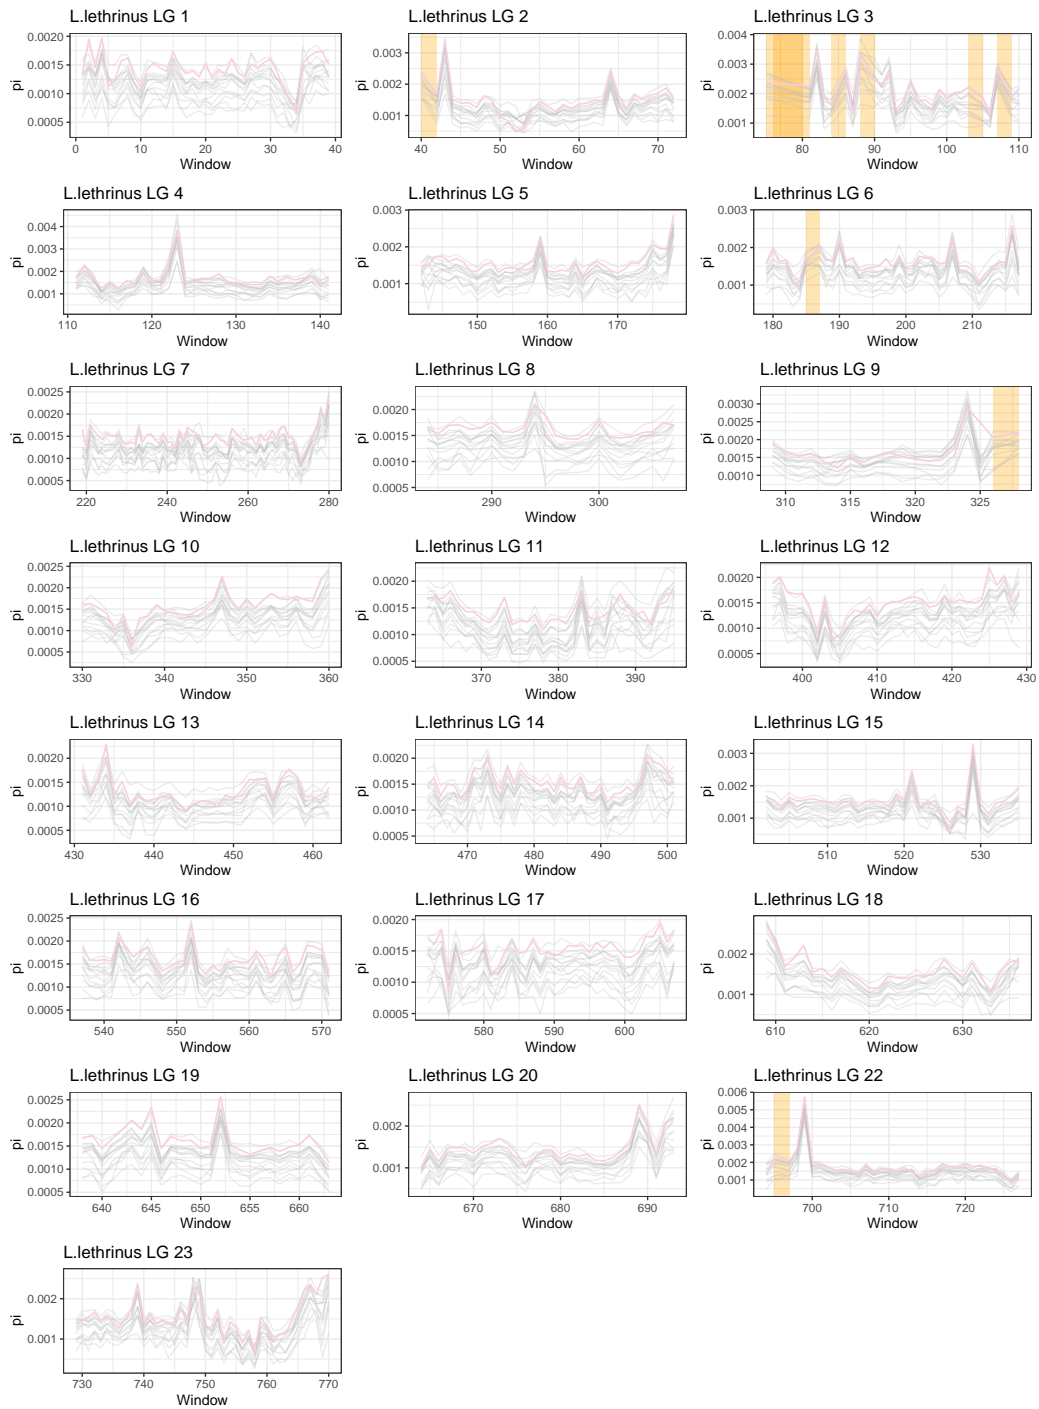 L.lethrinus LG 1
L.lethrinus LG 2
L.lethrinus LG 3
0.0020
0.0015
0.0010
0.0005
pi
0 10 20 30 40
Window
0.003
0.002
0.001
pi
40 50 60 70
Window
0.004
0.003
0.002
0.001
pi
80 90 100 110
Window
L.lethrinus LG 4
L.lethrinus LG 5
L.lethrinus LG 6
0.004
0.003
0.002
0.001
pi
110 120 130 140
Window
0.003
0.002
0.001
pi
150 160 170
Window
0.003
0.002
0.001
pi
180 190 200 210
Window
L.lethrinus LG 7
L.lethrinus LG 8
L.lethrinus LG 9
0.0025
0.0020
0.0015
0.0010
0.0005
pi
220 240 260 280
Window
0.0020
0.0015
0.0010
0.0005
pi
290 300
Window
0.0030
0.0025
0.0020
0.0015
0.0010
pi
310 315 320 325
Window
L.lethrinus LG 10
L.lethrinus LG 11
L.lethrinus LG 12
0.0025
0.0020
0.0015
0.0010
0.0005
pi
330 340 350 360
Window
0.0020
0.0015
0.0010
0.0005
pi
370 380 390
Window
0.0020
0.0015
0.0010
0.0005
pi
400 410 420 430
Window
L.lethrinus LG 13
L.lethrinus LG 14
L.lethrinus LG 15
0.0020
0.0015
0.0010
0.0005
pi
430 440 450 460
Window
0.0020
0.0015
0.0010
0.0005
pi
470 480 490 500
Window
0.003
0.002
0.001
pi
510 520 530
Window
L.lethrinus LG 16
L.lethrinus LG 17
L.lethrinus LG 18
0.0025
0.0020
0.0015
0.0010
0.0005
pi
540 550 560 570
Window
0.0020
0.0015
0.0010
0.0005
pi
580 590 600
Window
0.002
0.001
pi
610 620 630
Window
L.lethrinus LG 19
L.lethrinus LG 20
L.lethrinus LG 22
0.0025
0.0020
0.0015
0.0010
0.0005
pi
640 645 650 655 660
Window
0.002
0.001
pi
670 680 690
Window
0.006
0.005
0.004
0.003
0.002
0.001
pi
700 710 720
Window
L.lethrinus LG 23
0.002
0.001
pi
730 740 750 760 770
Window